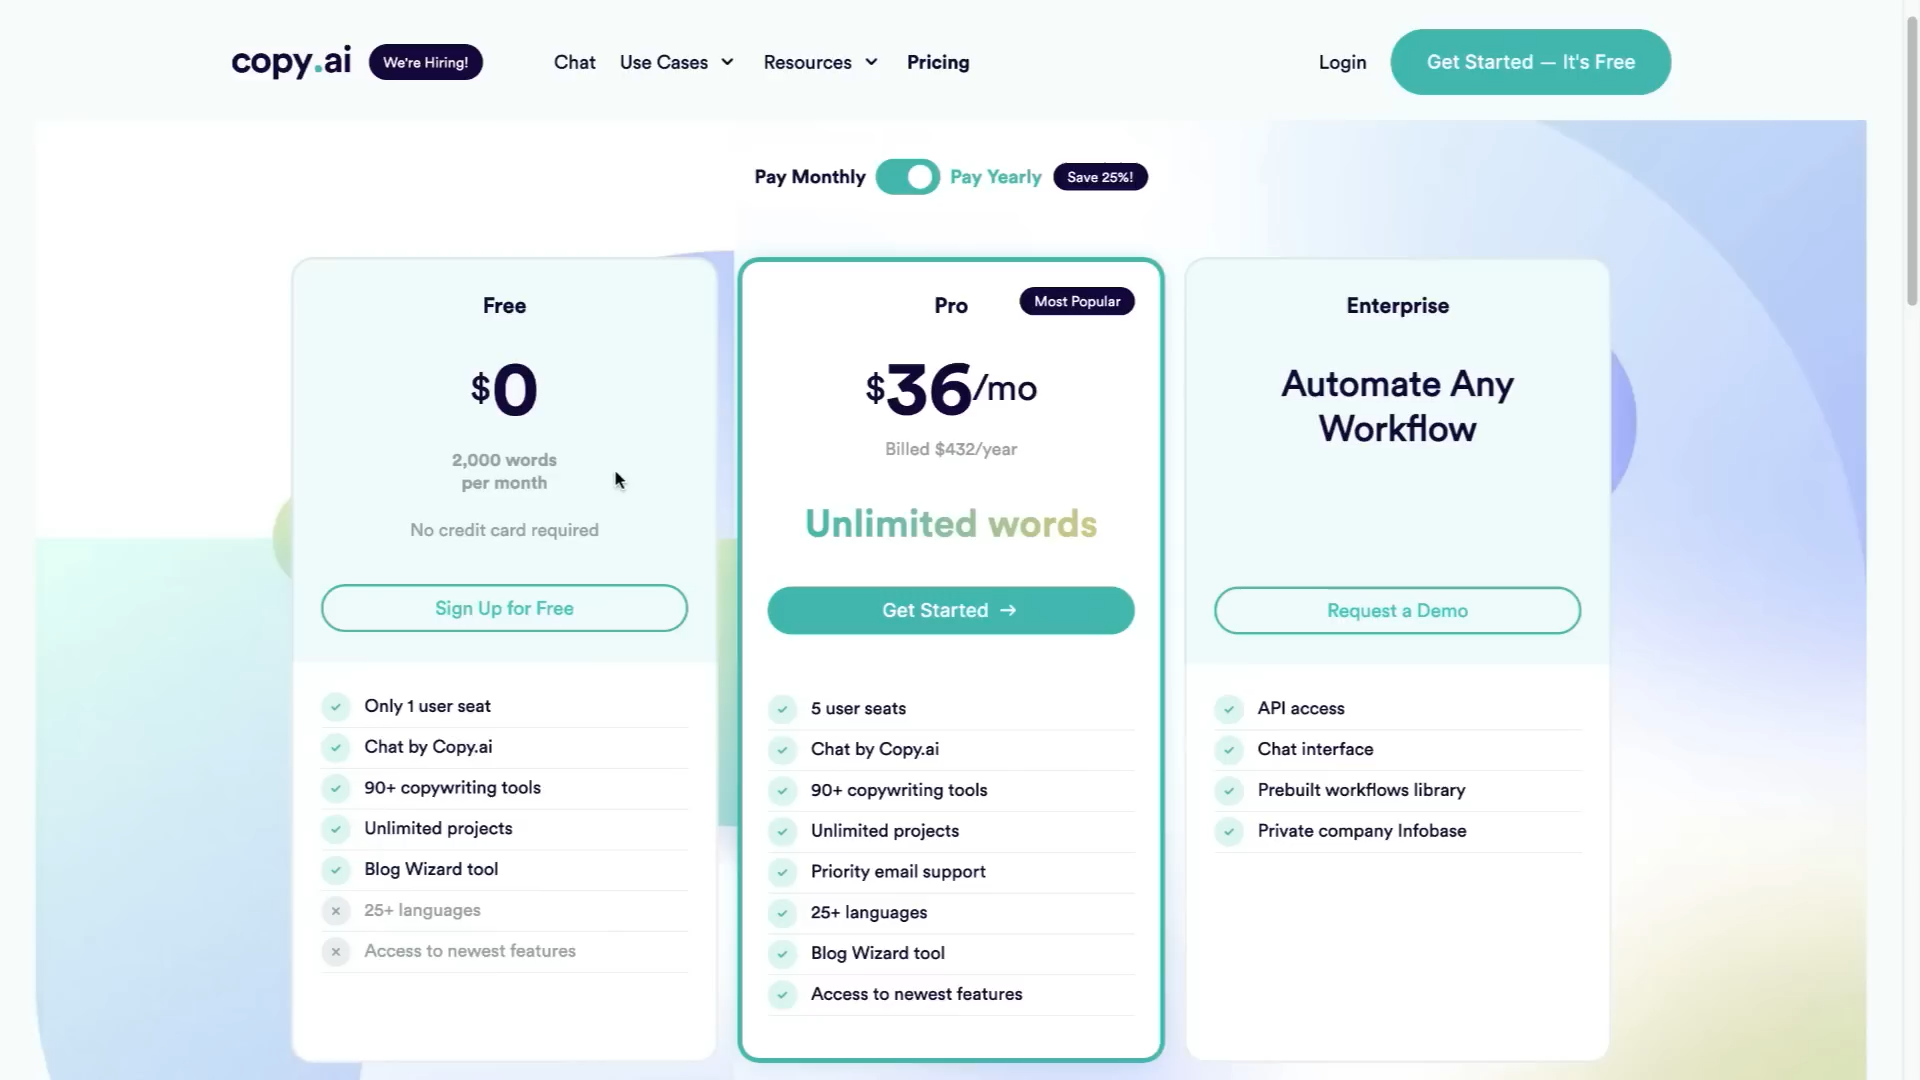 copy.ai We're Hiring! Chat Use Cases Resources Pricing Login Get Started — It's Free
Pay Monthly Pay Yearly Save 25%!
Free
$0
2,000 words
per month
No credit card required
Sign Up for Free
Only 1 user seat
Chat by Copy.ai
90+ copywriting tools
Unlimited projects
Blog Wizard tool
25+ languages
Access to newest features
Pro Most Popular
$36/mo
Billed $432/year
Unlimited words
Get Started →
5 user seats
Chat by Copy.ai
90+ copywriting tools
Unlimited projects
Priority email support
25+ languages
Blog Wizard tool
Access to newest features
Enterprise
Automate Any
Workflow
Request a Demo
API access
Chat interface
Prebuilt workflows library
Private company Infobase